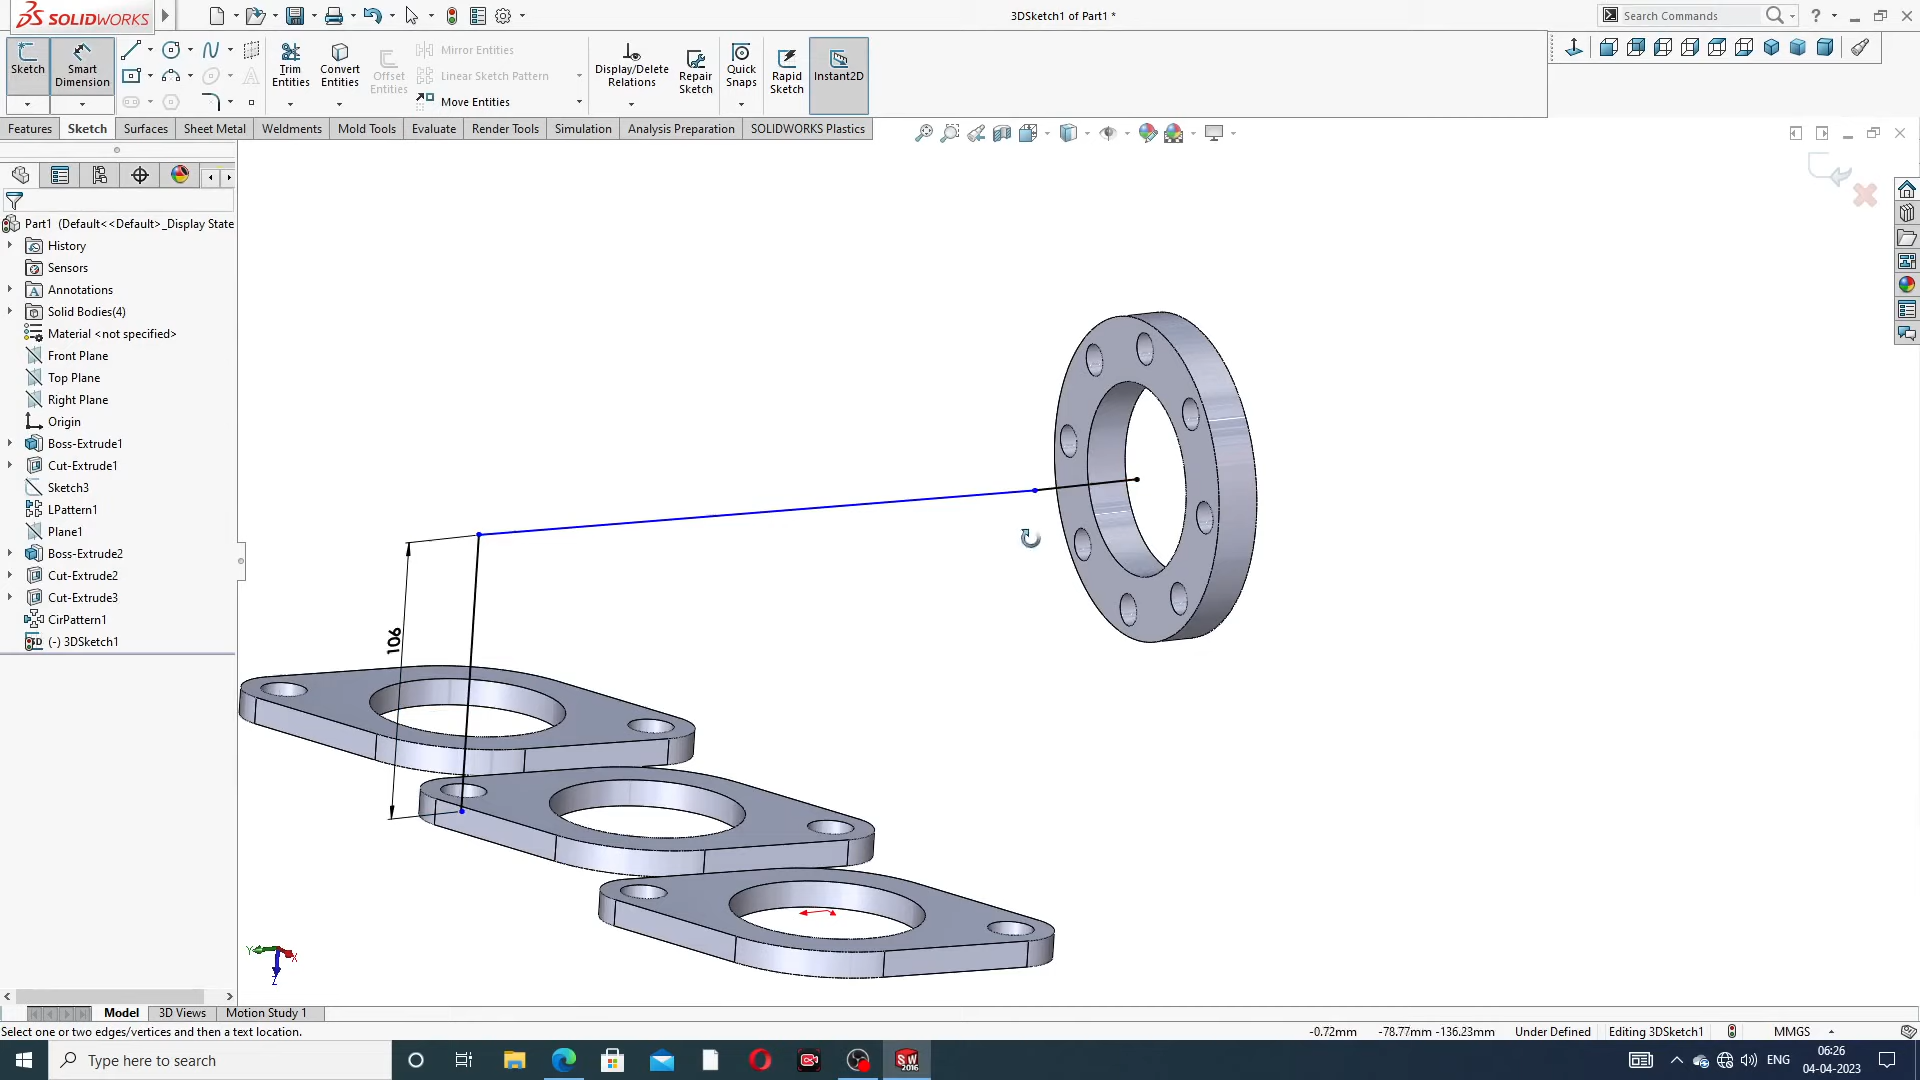 SOLIDWORKS
3DSketch1 of Part1 *
Search Commands
Sketch
Smart Dimension
Trim Entities
Convert Entities
Offset Entities
Mirror Entities
Linear Sketch Pattern
Move Entities
Display/Delete Relations
Repair Sketch
Quick Snaps
Rapid Sketch
Instant2D
Features
Sketch
Surfaces
Sheet Metal
Weldments
Mold Tools
Evaluate
Render Tools
Simulation
Analysis Preparation
SOLIDWORKS Plastics
Part1 (Default<<Default>_Display State
History
Sensors
Annotations
Solid Bodies(4)
Material <not specified>
Front Plane
Top Plane
Right Plane
Origin
Boss-Extrude1
Cut-Extrude1
Sketch3
LPattern1
Plane1
Boss-Extrude2
Cut-Extrude2
Cut-Extrude3
CirPattern1
(-) 3DSketch1
106
Y
X
Z
Model
3D Views
Motion Study 1
Select one or two edges/vertices and then a text location.
-0.72mm
-78.77mm -136.23mm
Under Defined
Editing 3DSketch1
MMGS
Type here to search
SW
2016
ENG
06:26
04-04-2023